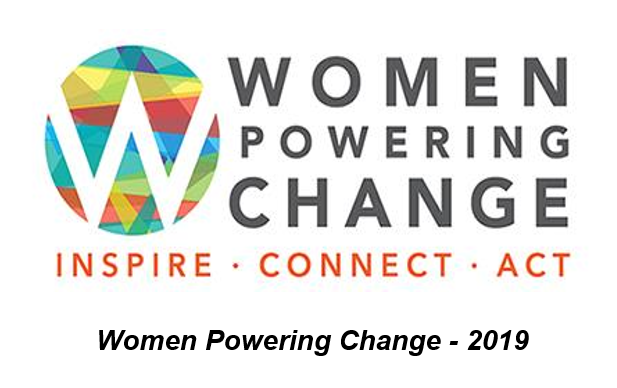 W
WOMEN
POWERING
CHANGE
INSPIRE · CONNECT · ACT
Women Powering Change - 2019